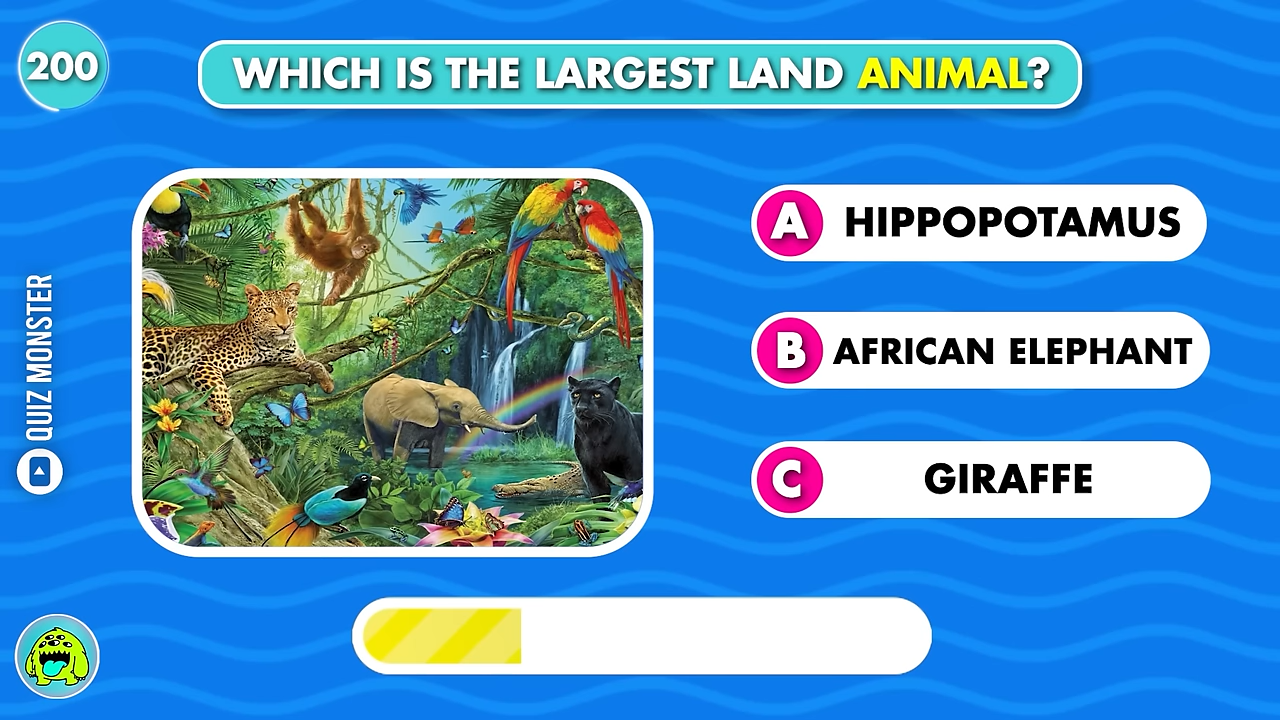 200
WHICH IS THE LARGEST LAND ANIMAL?
A HIPPOPOTAMUS
B AFRICAN ELEPHANT
C GIRAFFE
QUIZ MONSTER